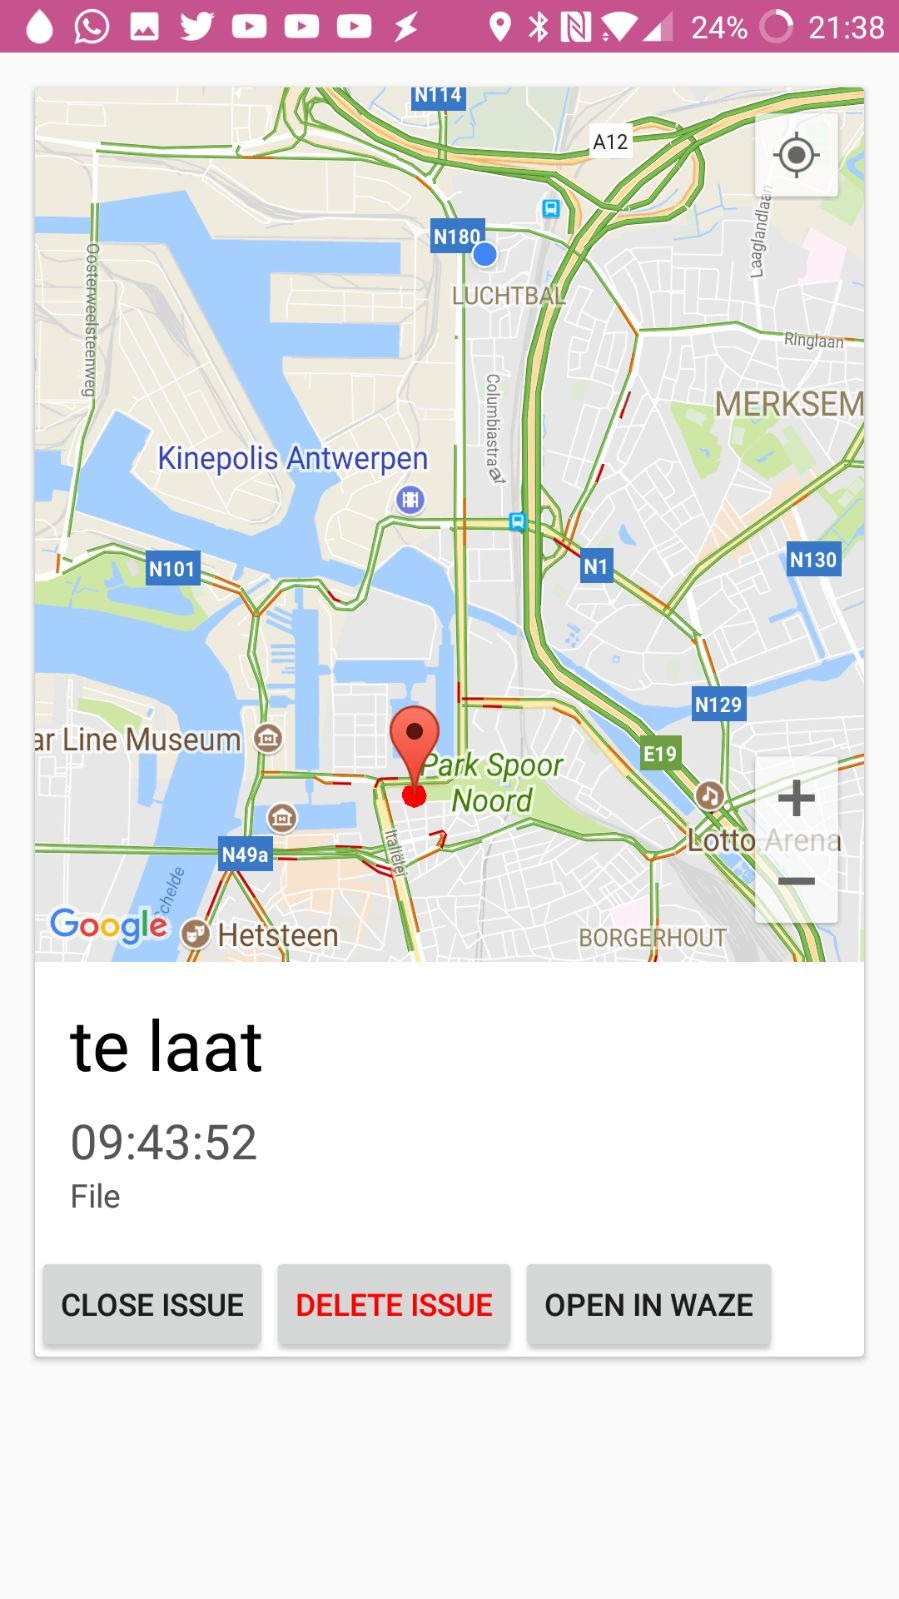 24% 21:38
N114
A12
Laaglandlaan
N180
Oosterweelsteenweg
LUCHTBAL
Ringlaan
Columbiastraat
MERKSEM
Kinepolis Antwerpen
N1
N130
N101
N129
ar Line Museum
E19
Park Spoor
Noord
Lotto Arena
Italiëlei
N49a
chelde
Google
Hetsteen
BORGERHOUT
te laat
09:43:52
File
CLOSE ISSUE DELETE ISSUE OPEN IN WAZE